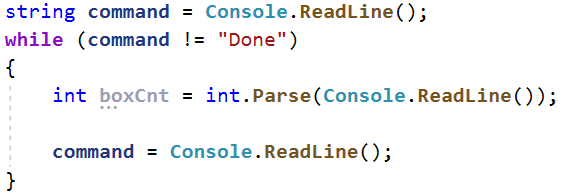 string command = Console.ReadLine();
while (command != "Done")
{
    int boxCnt = int.Parse(Console.ReadLine());
    command = Console.ReadLine();
}